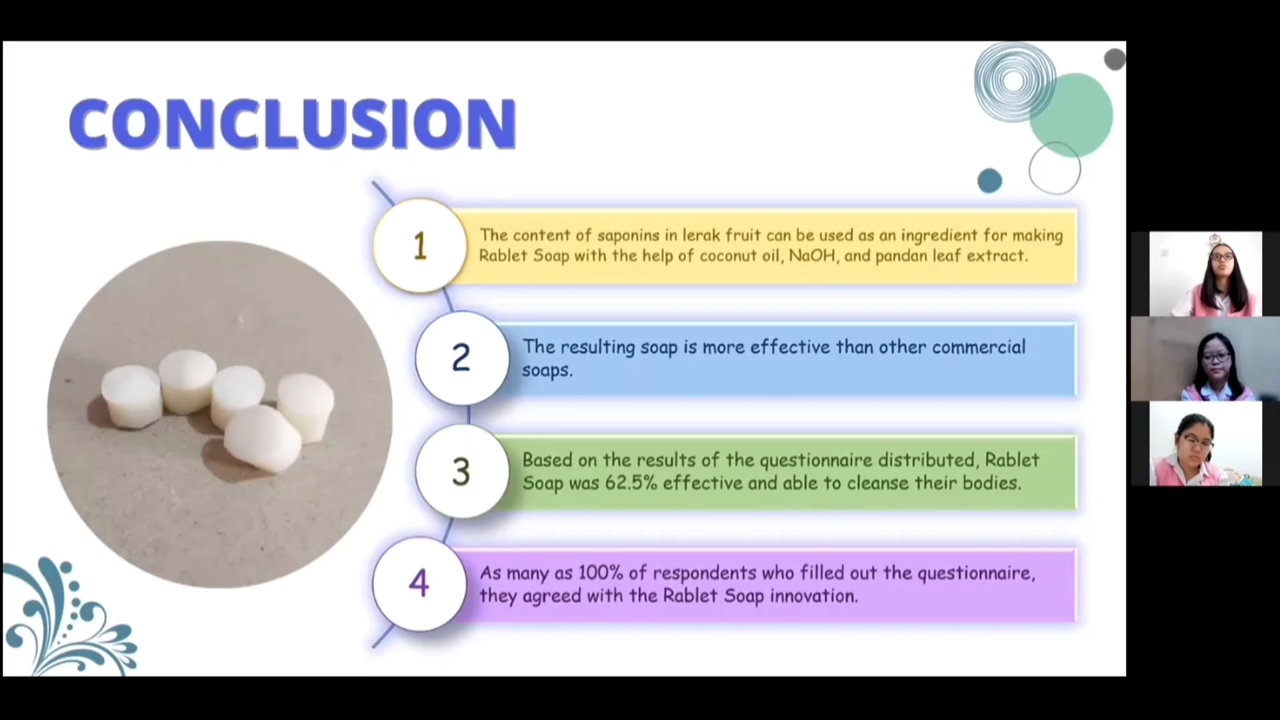 CONCLUSION
1
The content of saponins in lerak fruit can be used as an ingredient for making
Rablet Soap with the help of coconut oil, NaOH, and pandan leaf extract.
2
The resulting soap is more effective than other commercial
soaps.
3
Based on the results of the questionnaire distributed, Rablet
Soap was 62.5% effective and able to cleanse their bodies.
4
As many as 100% of respondents who filled out the questionnaire,
they agreed with the Rablet Soap innovation.